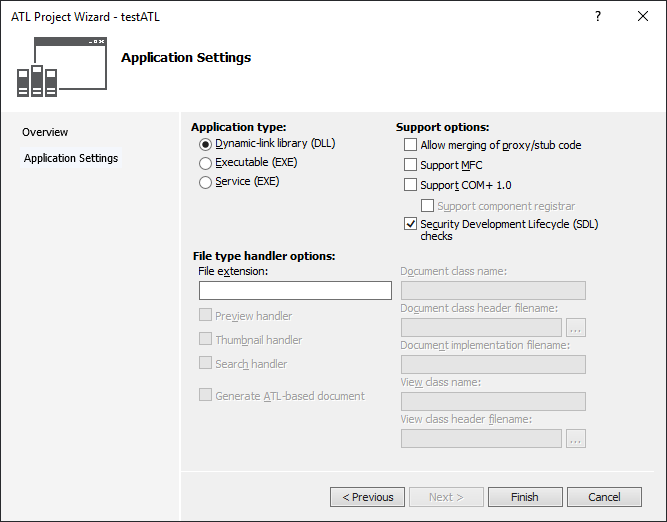 ATL Project Wizard - testATL
?
Application Settings
Overview
Application Settings
Application type:
Dynamic-link library (DLL)
Executable (EXE)
Service (EXE)
Support options:
Allow merging of proxy/stub code
Support MFC
Support COM+ 1.0
Support component registrar
Security Development Lifecycle (SDL)
checks
File type handler options:
File extension:
Preview handler
Thumbnail handler
Search handler
Generate ATL-based document
Document class name:
Document class header filename:
...
Document implementation filename:
View class name:
View class header filename:
...
< Previous
Next >
Finish
Cancel